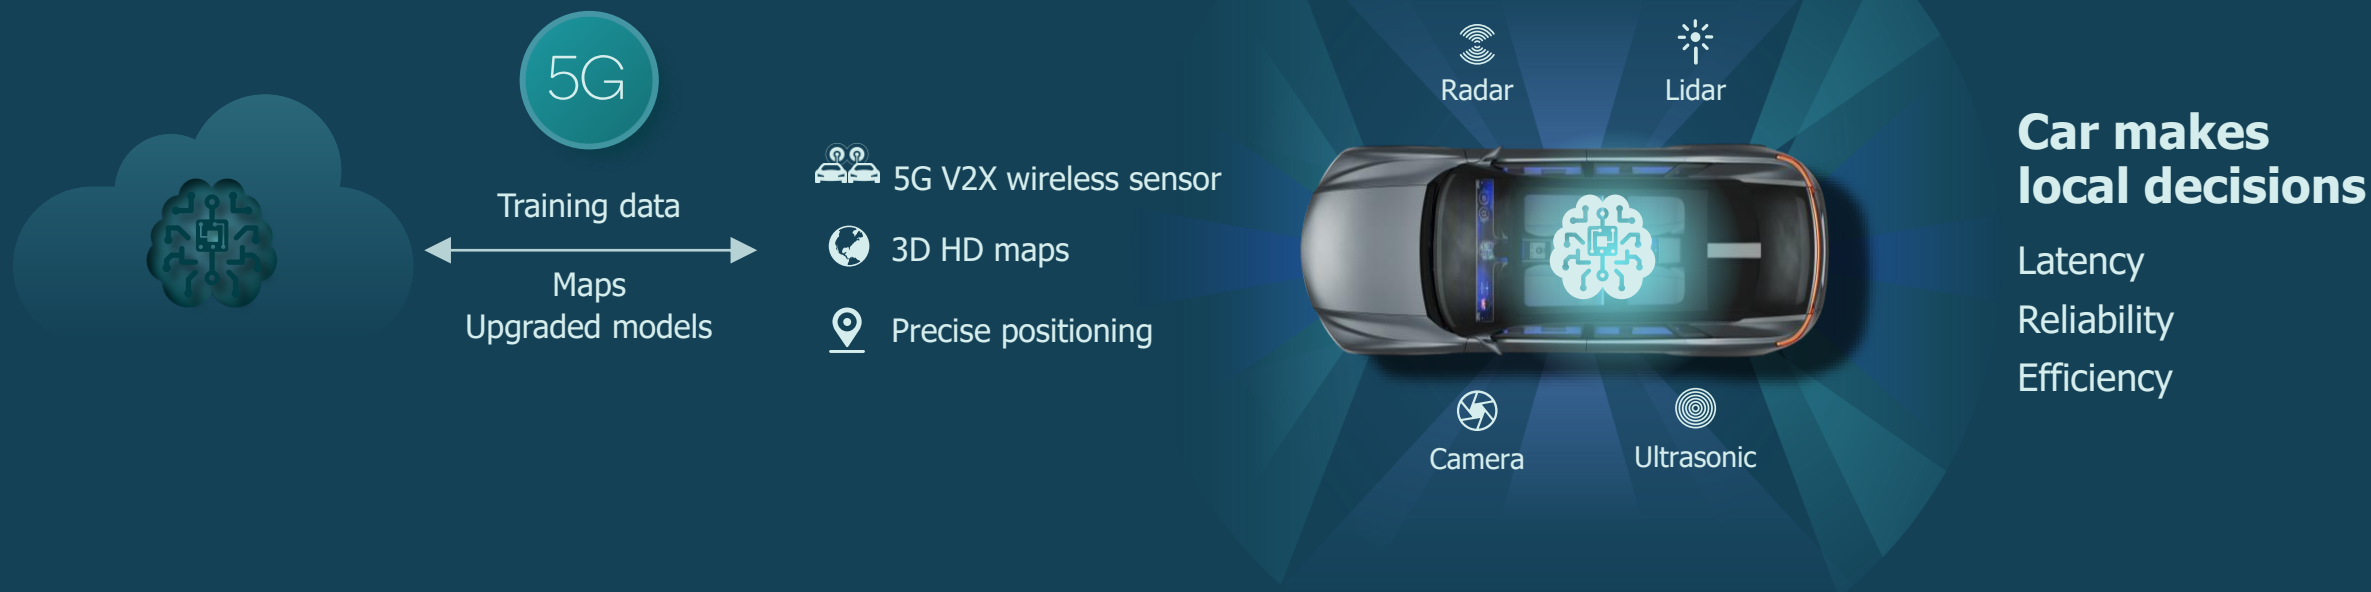 5G
Training data
Maps
Upgraded models
5G V2X wireless sensor
3D HD maps
Precise positioning
Radar
Lidar
Camera
Ultrasonic
Car makes
local decisions
Latency
Reliability
Efficiency